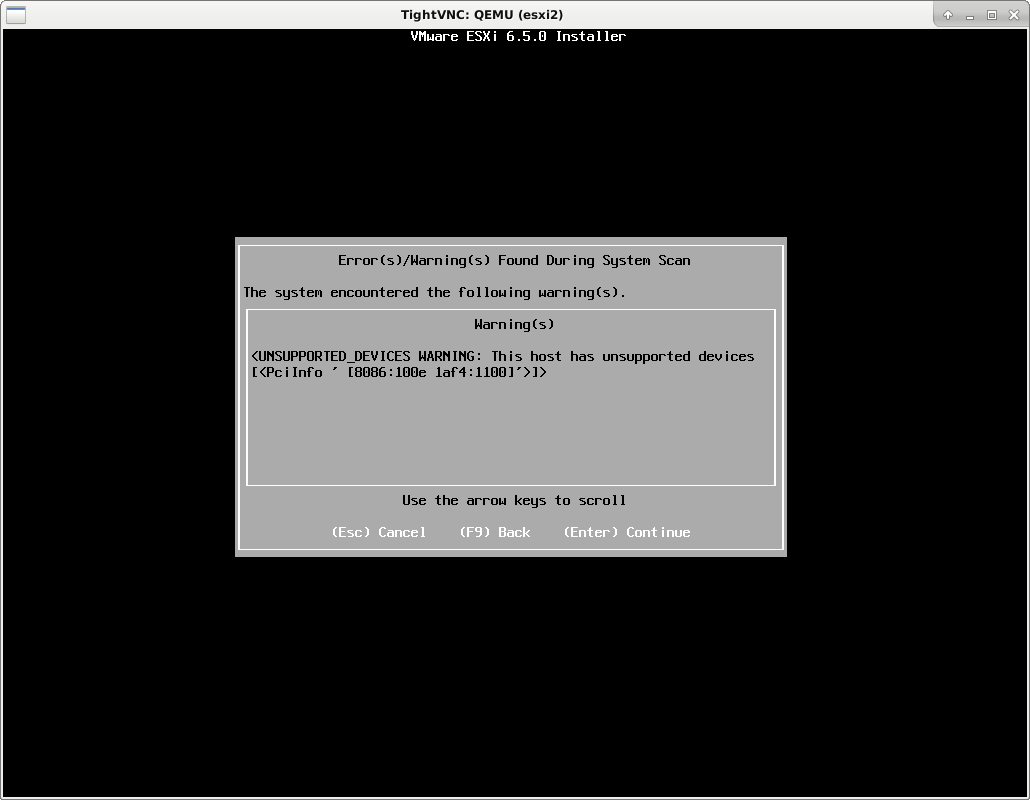 TightVNC: QEMU (esxi2)
VMware ESXi 6.5.0 Installer
Error(s)/Warning(s) Found During System Scan
The system encountered the following warning(s).
Warning(s)
<UNSUPPORTED_DEVICES WARNING: This host has unsupported devices
[<PciInfo ' [8086:100e 1af4:1100]'>]>
Use the arrow keys to scroll
(Esc) Cancel    (F9) Back    (Enter) Continue